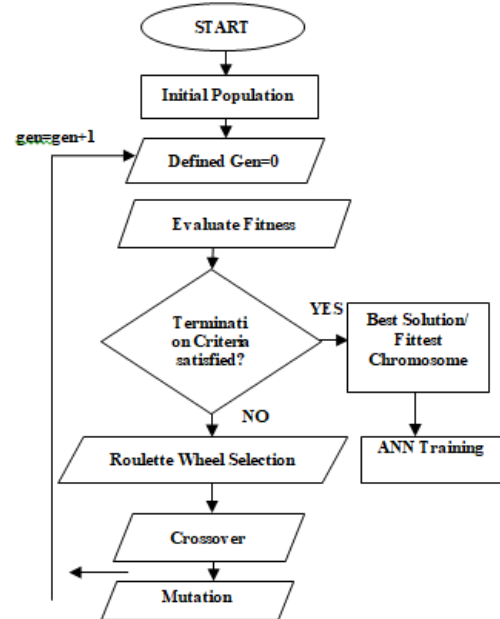 START
Initial Population
gen=gen+1
Defined Gen=0
Evaluate Fitness
Terminati
on Criteria
satisfied?
YES
Best Solution/
Fittest
Chromosome
NO
ANN Training
Roulette Wheel Selection
Crossover
Mutation